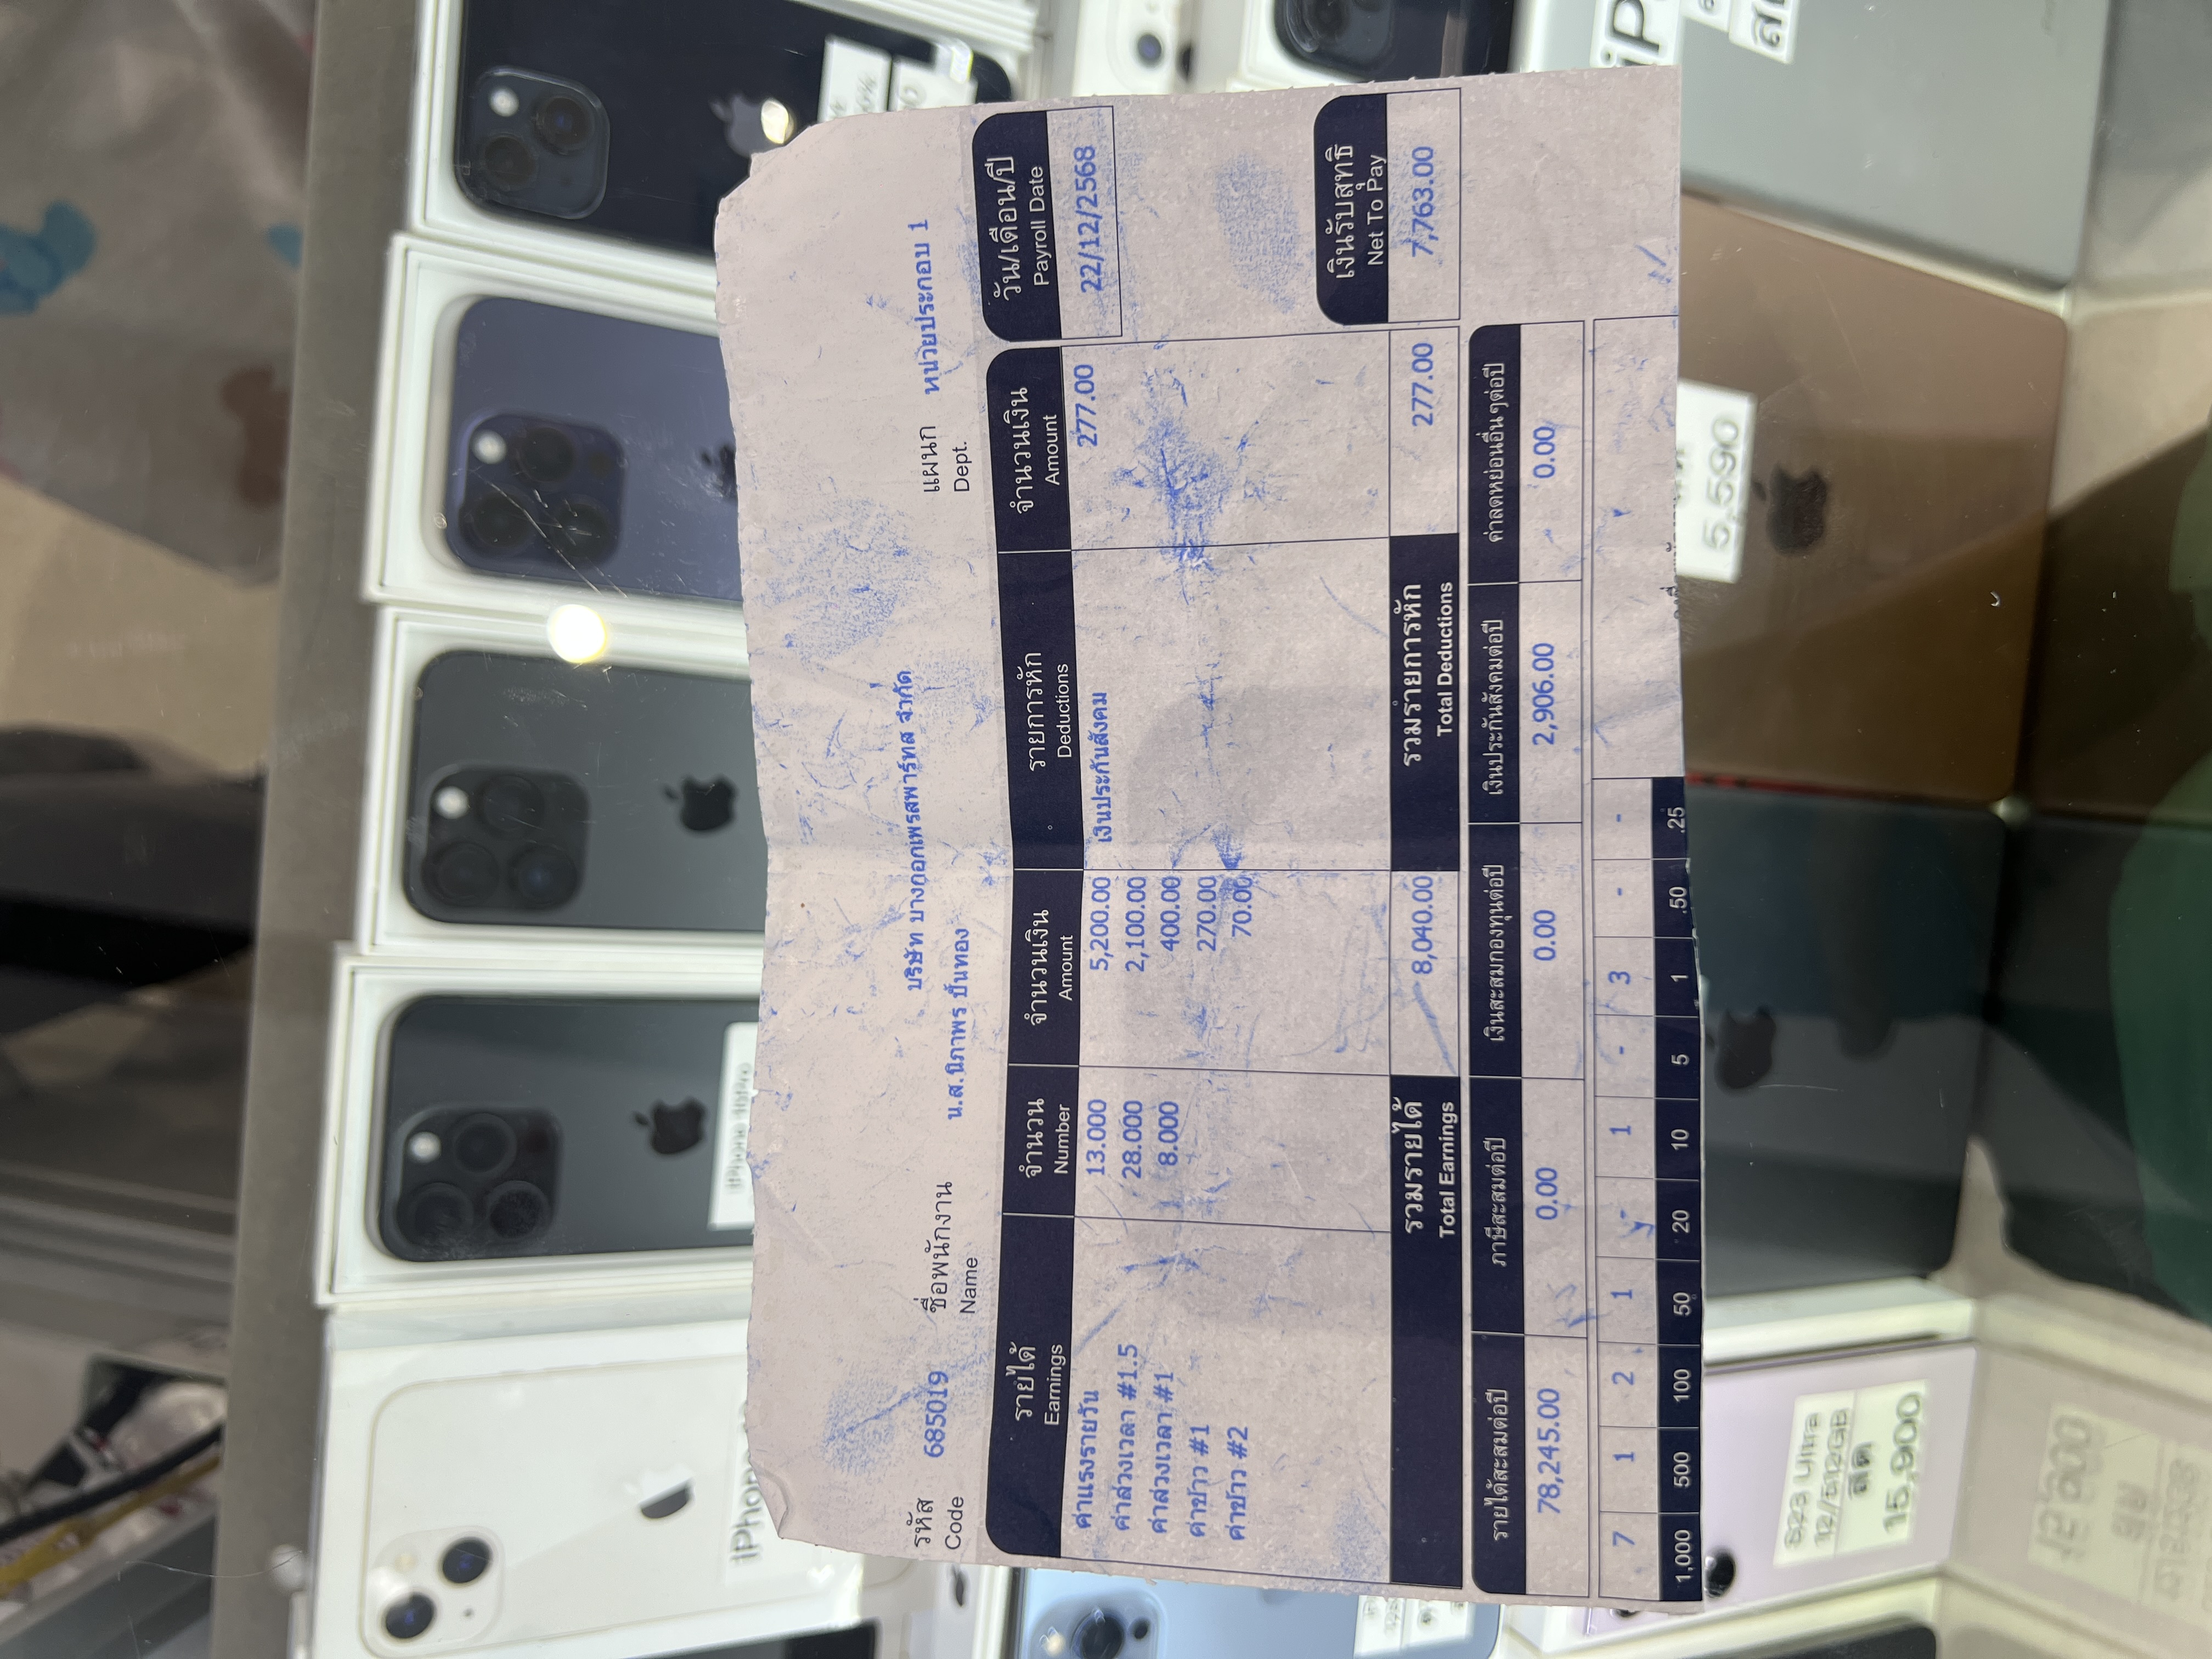 บริษัท บางกอกเพรสพาร์ทส จำกัด
รหัส 685019 ชื่อพนักงาน น.ส.นิภาพร ปั้นทอง แผนก หน่วยประกอบ 1
Code Name Dept.
รายได้ จำนวน จำนวนเงิน รายการหัก จำนวนเงิน วัน/เดือน/ปี
Earnings Number Amount Deductions Amount Payroll Date
ค่าแรงรายวัน 13.000 5,200.00 เงินประกันสังคม 277.00 22/12/2568
ค่าล่วงเวลา #1.5 28.000 2,100.00
ค่าล่วงเวลา #1 8.000 400.00
ค่าข้าว #1 270.00
ค่าข้าว #2 70.00
เงินรับสุทธิ
Net To Pay
รวมรายได้ 8,040.00 รวมรายการหัก 277.00 7,763.00
Total Earnings Total Deductions
รายได้สะสมต่อปี ภาษีสะสมต่อปี เงินสะสมกองทุนต่อปี เงินประกันสังคมต่อปี ค่าลดหย่อนอื่นๆต่อปี
78,245.00 0.00 0.00 2,906.00 0.00
7 1 2 1 - 1 - 3 - -
1,000 500 100 50 20 10 5 1 .50 .25
iPhone 16Pro
5,590
S23 Ultra
12/512GB
สด
15,900